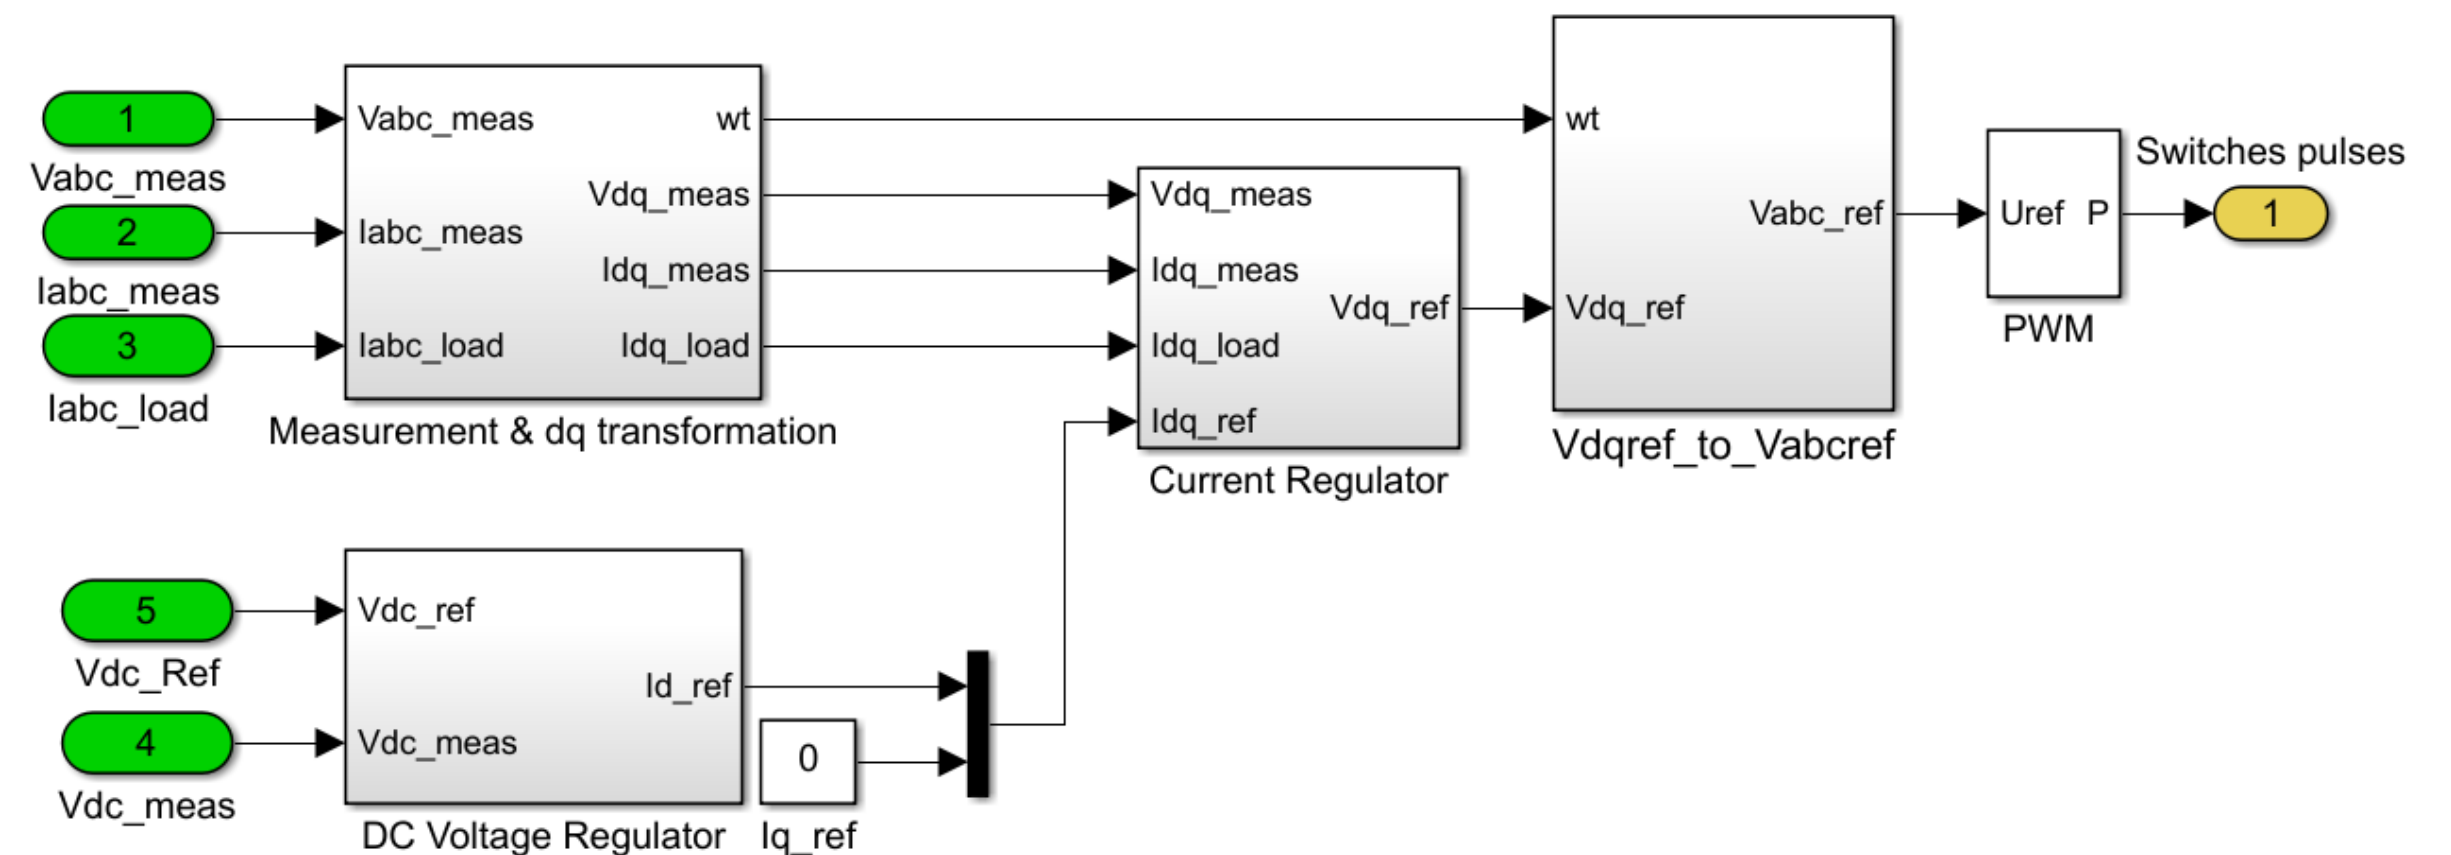 1
Vabc_meas
2
Iabc_meas
3
Iabc_load
Vabc_meas
Iabc_meas
Iabc_load
wt
Vdq_meas
Idq_meas
Idq_load
Measurement & dq transformation
Vdq_meas
Idq_meas
Idq_load
Idq_ref
Vdq_ref
Current Regulator
wt
Vdq_ref
Vabc_ref
Vdqref_to_Vabcref
Uref P
PWM
Switches pulses
1
5
Vdc_Ref
4
Vdc_meas
Vdc_ref
Vdc_meas
Id_ref
DC Voltage Regulator
0
Iq_ref